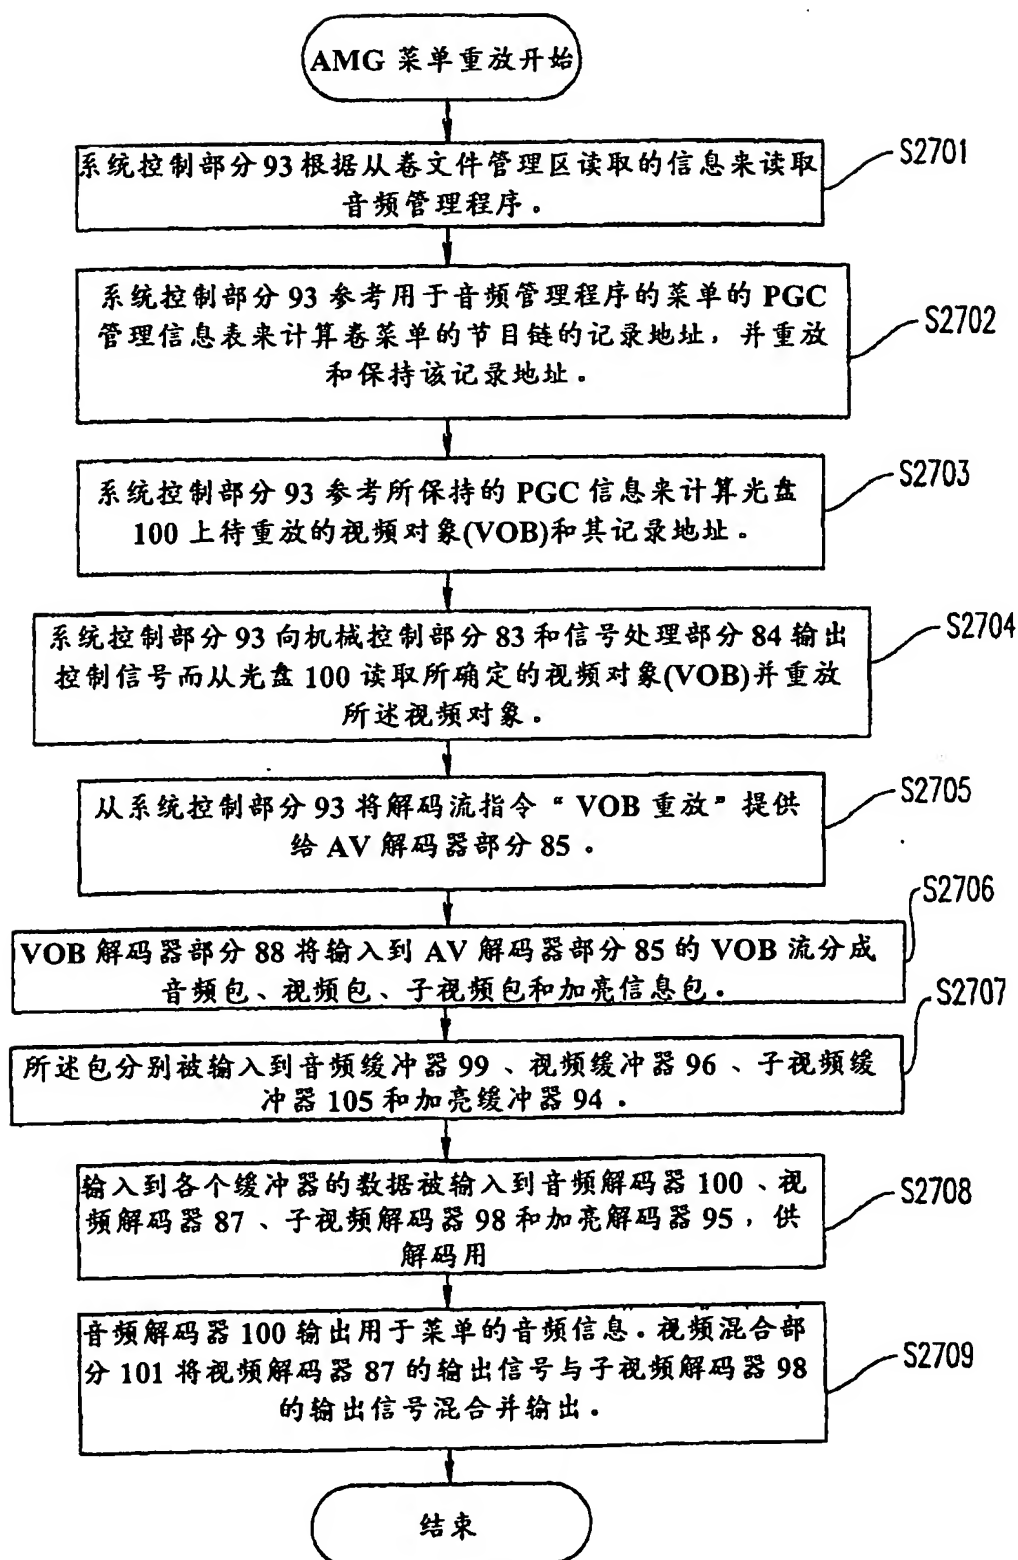 AMG 菜单重放开始
系统控制部分 93 根据从卷文件管理区读取的信息来读取
音频管理程序。
S2701
系统控制部分 93 参考用于音频管理程序的菜单的 PGC
管理信息表来计算卷菜单的节目链的记录地址，并重放
和保持该记录地址。
S2702
系统控制部分 93 参考所保持的 PGC 信息来计算光盘
100 上待重放的视频对象(VOB)和其记录地址。
S2703
系统控制部分 93 向机械控制部分 83 和信号处理部分 84 输出
控制信号而从光盘 100 读取所确定的视频对象(VOB)并重放
所述视频对象。
S2704
从系统控制部分 93 将解码流指令“VOB 重放”提供
给 AV 解码器部分 85。
S2705
VOB 解码器部分 88 将输入到 AV 解码器部分 85 的 VOB 流分成
音频包、视频包、子视频包和加亮信息包。
S2706
所述包分别被输入到音频缓冲器 99、视频缓冲器 96、子视频缓
冲器 105 和加亮缓冲器 94。
S2707
输入到各个缓冲器的数据被输入到音频解码器 100、视
频解码器 87、子视频解码器 98 和加亮解码器 95，供
解码用
S2708
音频解码器 100 输出用于菜单的音频信息。视频混合部
分 101 将视频解码器 87 的输出信号与子视频解码器 98
的输出信号混合并输出。
S2709
结束